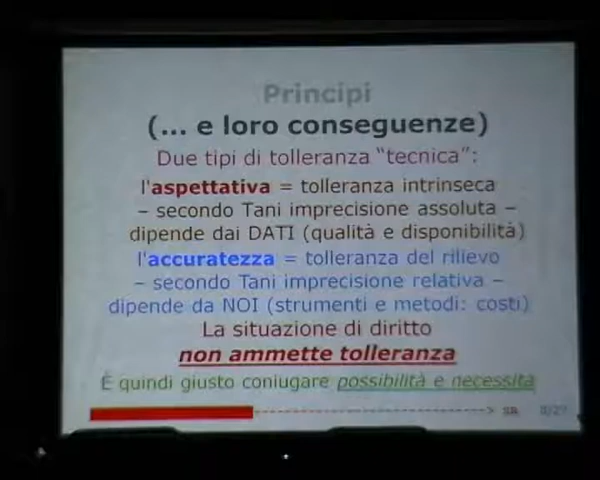 Principi
(... e loro conseguenze)
Due tipi di tolleranza "tecnica":
l'aspettativa = tolleranza intrinseca
– secondo Tani imprecisione assoluta –
dipende dai DATI (qualità e disponibilità)
l'accuratezza = tolleranza del rilievo
– secondo Tani imprecisione relativa –
dipende da NOI (strumenti e metodi: costi)
La situazione di diritto
non ammette tolleranza
È quindi giusto coniugare possibilità e necessità